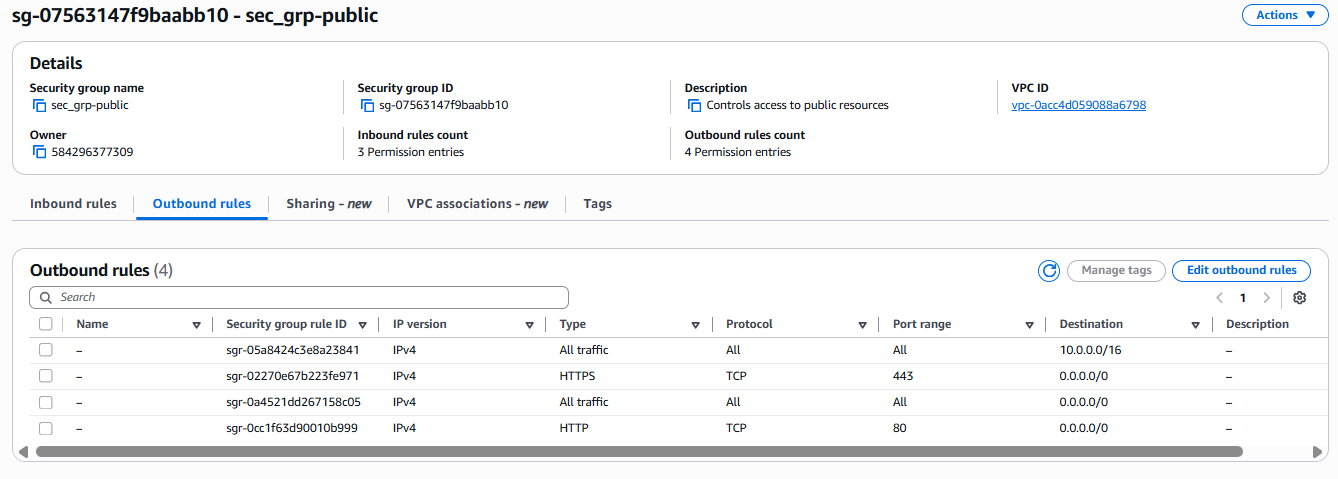 sg-07563147f9baabb10 - sec_grp-public
Actions
Details
Security group name
sec_grp-public
Security group ID
sg-07563147f9baabb10
Description
Controls access to public resources
VPC ID
vpc-0acc4d059088a6798
Owner
584296377309
Inbound rules count
3 Permission entries
Outbound rules count
4 Permission entries
Inbound rules Outbound rules Sharing - new VPC associations - new Tags
Outbound rules (4)
Manage tags
Edit outbound rules
Search
1
Name Security group rule ID IP version Type Protocol Port range Destination Description
– sgr-05a8424c3e8a23841 IPv4 All traffic All All 10.0.0.0/16 –
– sgr-02270e67b223fe971 IPv4 HTTPS TCP 443 0.0.0.0/0 –
– sgr-0a4521dd267158c05 IPv4 All traffic All All 0.0.0.0/0 –
– sgr-0cc1f63d90010b999 IPv4 HTTP TCP 80 0.0.0.0/0 –